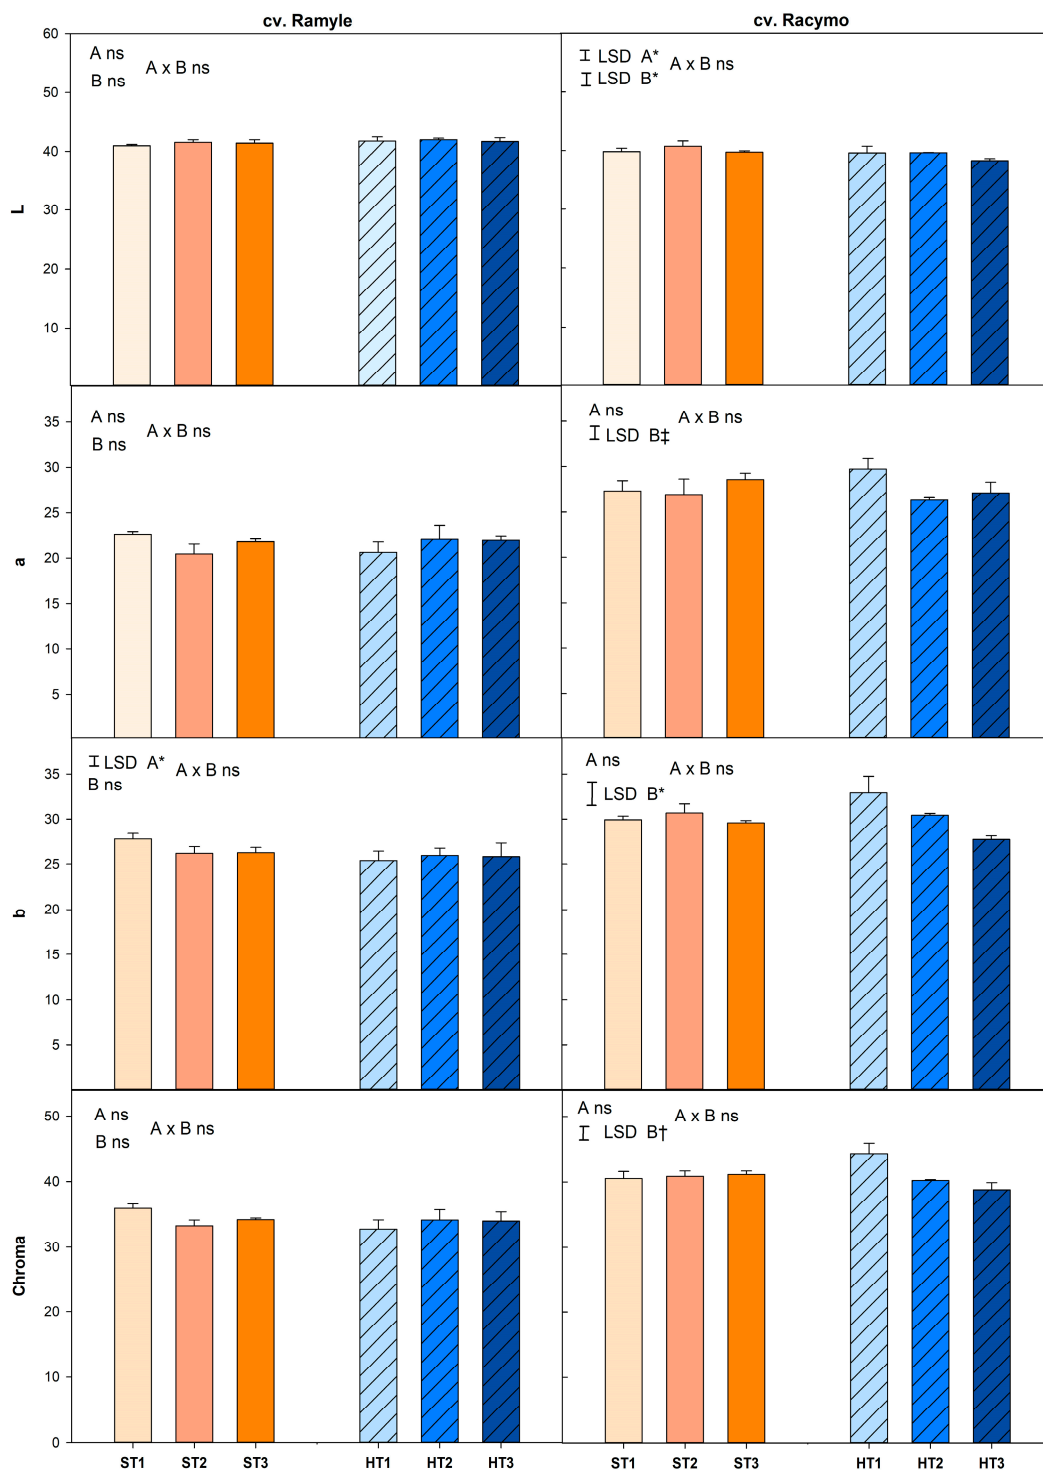 cv. Ramyle
cv. Racymo
60
50
40
30
20
10
L
A ns
B ns
A x B ns
LSD A*
LSD B*
A x B ns
35
30
25
20
15
10
5
a
A ns
B ns
A x B ns
A ns
LSD B‡
A x B ns
35
30
25
20
15
10
5
b
LSD A*
B ns
A x B ns
A ns
LSD B*
A x B ns
50
40
30
20
10
0
Chroma
A ns
B ns
A x B ns
A ns
LSD B†
A x B ns
ST1 ST2 ST3 HT1 HT2 HT3
ST1 ST2 ST3 HT1 HT2 HT3